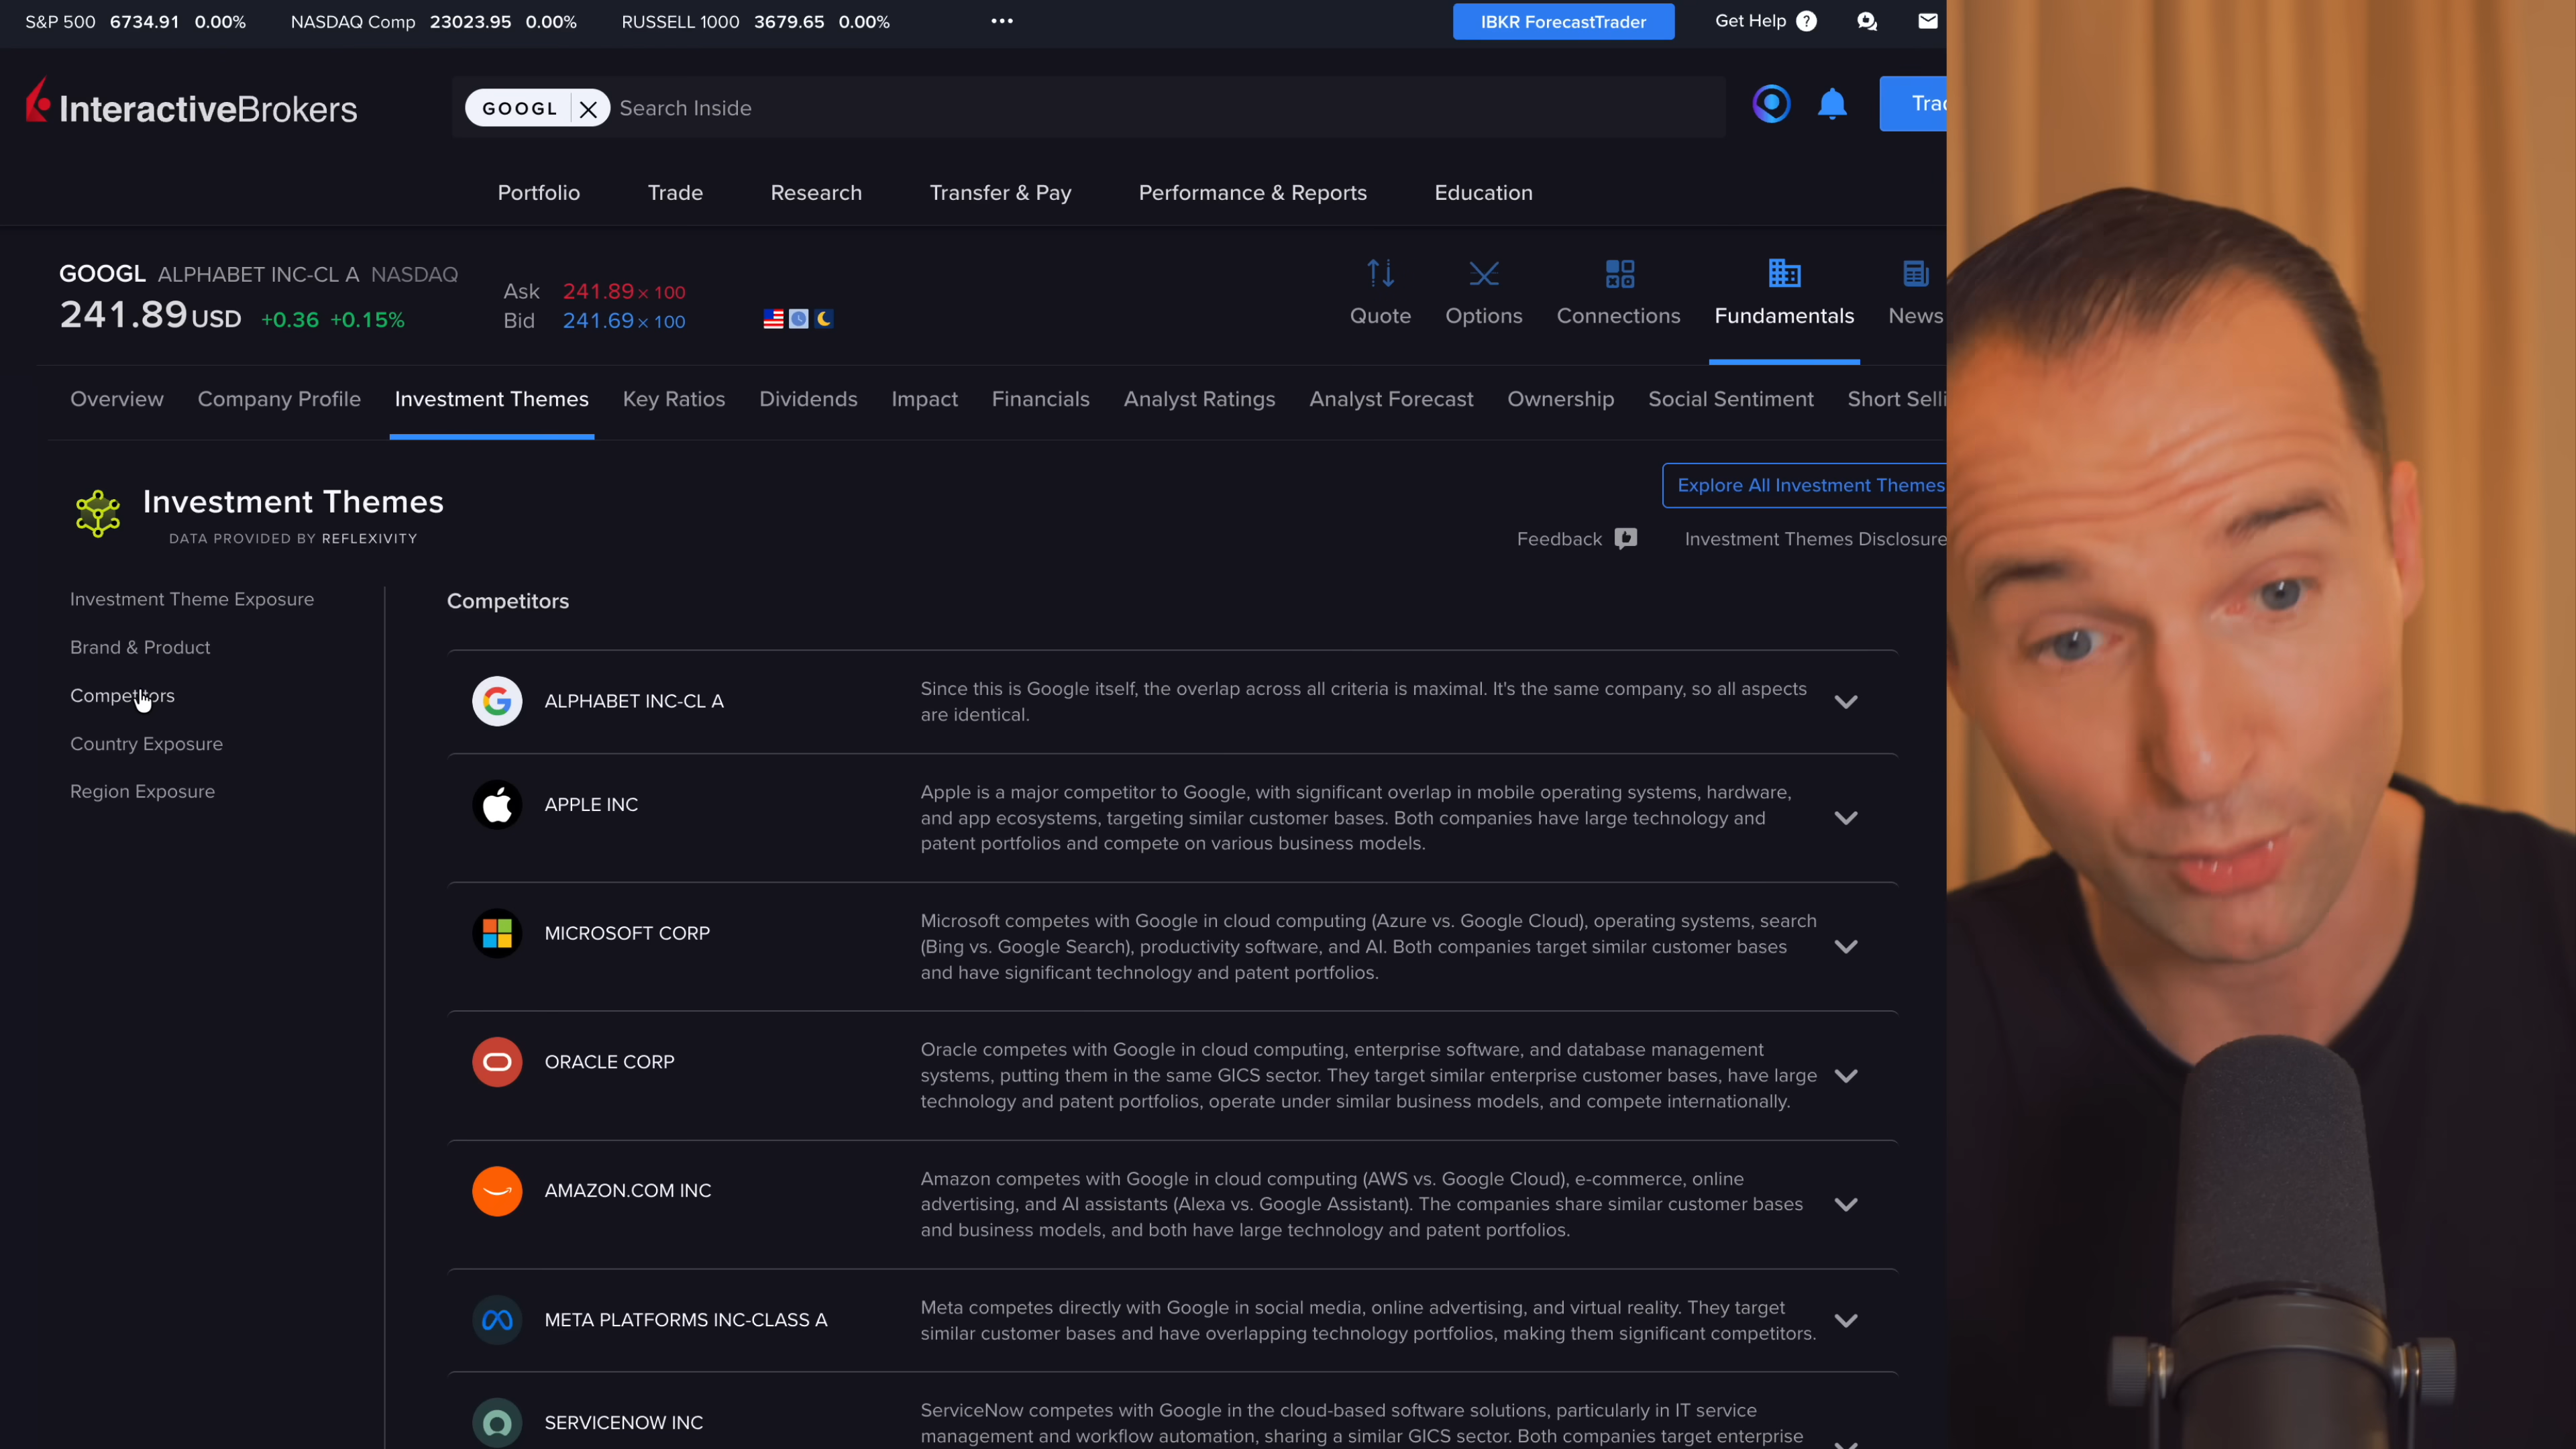 S&P 500 6734.91 0.00% NASDAQ Comp 23023.95 0.00% RUSSELL 1000 3679.65 0.00% ••• IBKR ForecastTrader Get Help ?
InteractiveBrokers GOOGL Search Inside
Portfolio Trade Research Transfer & Pay Performance & Reports Education
GOOGL ALPHABET INC-CL A NASDAQ
241.89 USD +0.36 +0.15%
Ask 241.89 × 100
Bid 241.69 × 100
Quote Options Connections Fundamentals News
Overview Company Profile Investment Themes Key Ratios Dividends Impact Financials Analyst Ratings Analyst Forecast Ownership Social Sentiment Short
Investment Themes
DATA PROVIDED BY REFLEXIVITY
Explore All Investment Themes
Feedback Investment Themes Disclosure
Investment Theme Exposure
Brand & Product
Competitors
Country Exposure
Region Exposure
Competitors
ALPHABET INC-CL A
Since this is Google itself, the overlap across all criteria is maximal. It's the same company, so all aspects
are identical.
APPLE INC
Apple is a major competitor to Google, with significant overlap in mobile operating systems, hardware,
and app ecosystems, targeting similar customer bases. Both companies have large technology and
patent portfolios and compete on various business models.
MICROSOFT CORP
Microsoft competes with Google in cloud computing (Azure vs. Google Cloud), operating systems, search
(Bing vs. Google Search), productivity software, and AI. Both companies target similar customer bases
and have significant technology and patent portfolios.
ORACLE CORP
Oracle competes with Google in cloud computing, enterprise software, and database management
systems, putting them in the same GICS sector. They target similar enterprise customer bases, have large
technology and patent portfolios, operate under similar business models, and compete internationally.
AMAZON.COM INC
Amazon competes with Google in cloud computing (AWS vs. Google Cloud), e-commerce, online
advertising, and AI assistants (Alexa vs. Google Assistant). The companies share similar customer bases
and business models, and both have large technology and patent portfolios.
META PLATFORMS INC-CLASS A
Meta competes directly with Google in social media, online advertising, and virtual reality. They target
similar customer bases and have overlapping technology portfolios, making them significant competitors.
SERVICENOW INC
ServiceNow competes with Google in the cloud-based software solutions, particularly in IT service
management and workflow automation, sharing a similar GICS sector. Both companies target enterprise